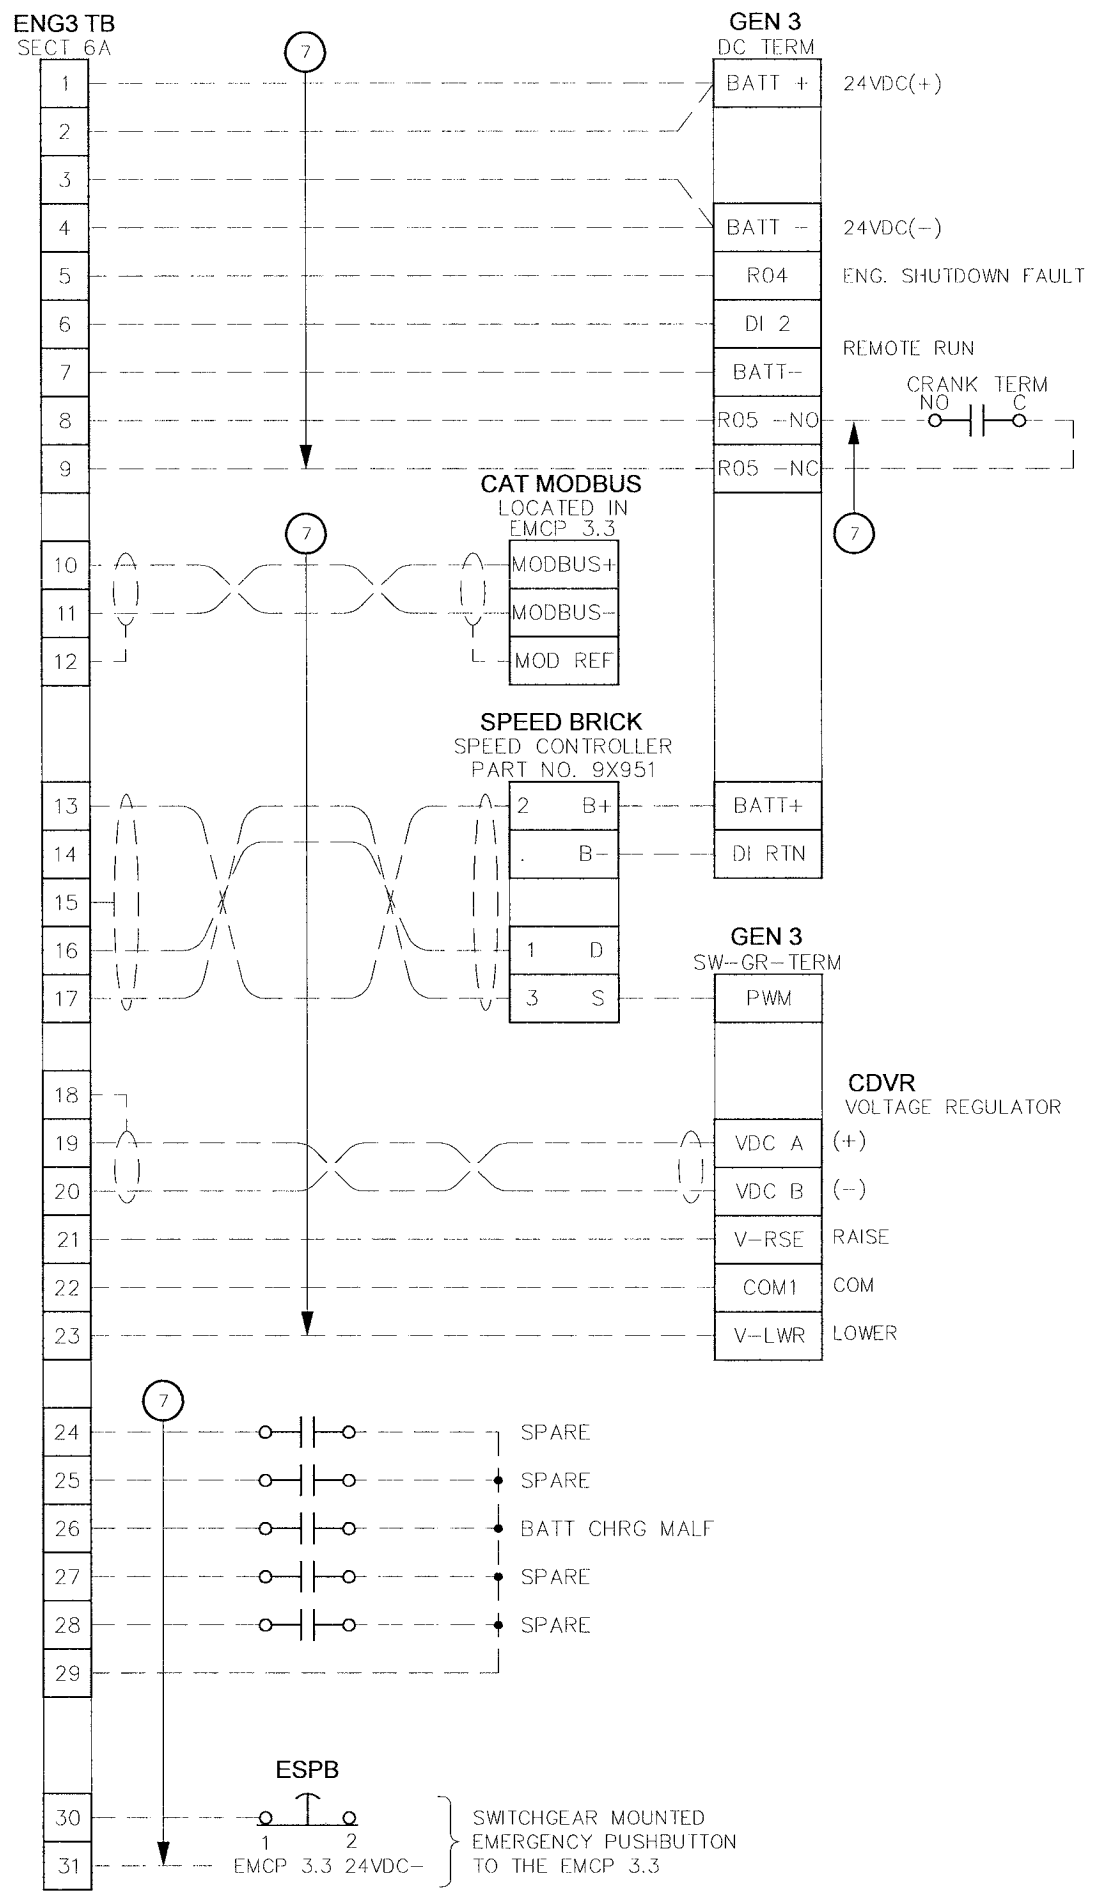 ENG3 TB
SECT 6A
GEN 3
DC TERM
7
1
BATT +
24VDC(+)
2
3
4
BATT -
24VDC(-)
5
R04
ENG. SHUTDOWN FAULT
6
DI 2
REMOTE RUN
7
BATT-
CRANK TERM
NO
C
8
R05 -NO
9
R05 -NC
CAT MODBUS
LOCATED IN
EMCP 3.3
7
7
10
MODBUS+
11
MODBUS-
12
MOD REF
SPEED BRICK
SPEED CONTROLLER
PART NO. 9X951
13
2 B+
BATT+
14
. B-
DI RTN
15
16
1 D
GEN 3
SW-GR-TERM
17
3 S
PWM
18
CDVR
VOLTAGE REGULATOR
19
VDC A
(+)
20
VDC B
(-)
21
V-RSE
RAISE
22
COM1
COM
23
V-LWR
LOWER
7
24
SPARE
25
SPARE
26
BATT CHRG MALF
27
SPARE
28
SPARE
29
ESPB
30
1
2
SWITCHGEAR MOUNTED
EMERGENCY PUSHBUTTON
TO THE EMCP 3.3
31
EMCP 3.3 24VDC-